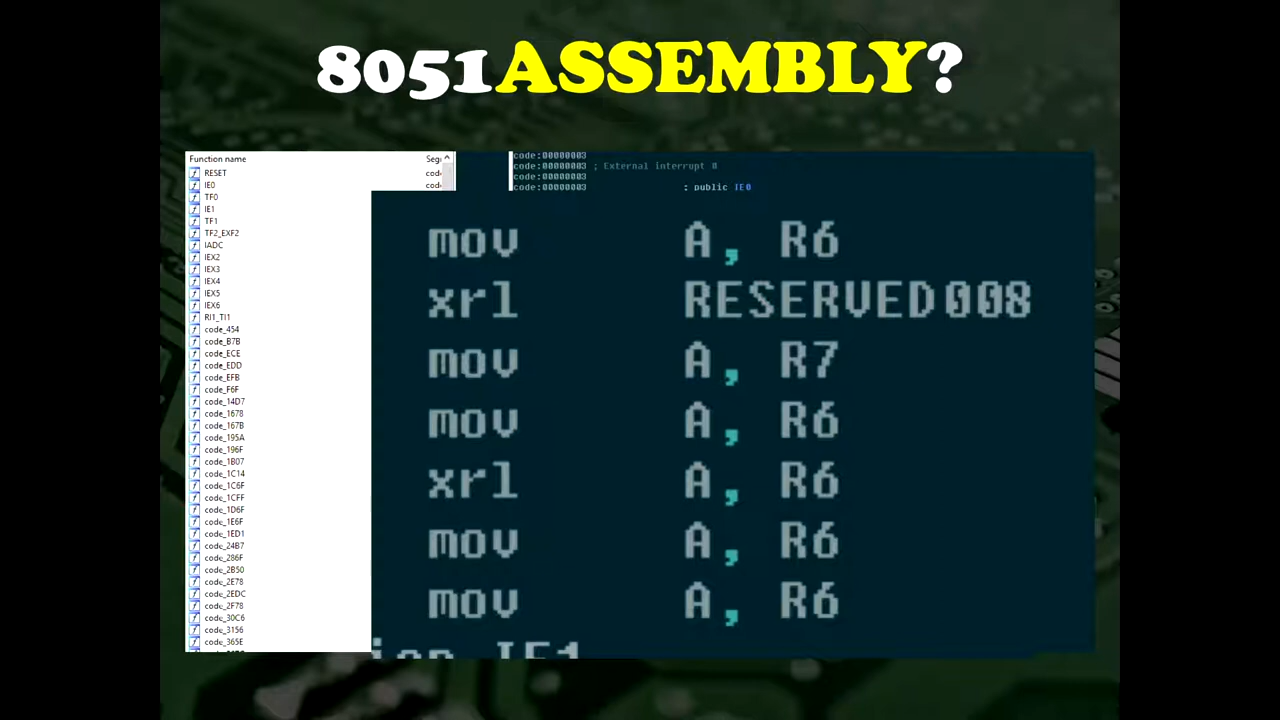 8051ASSEMBLY?
Function name
RESET code
IE0 code
TF0
IE1
TF1
TF2_EXF2
IADC
IEX2
IEX3
IEX4
IEX5
IEX6
RI1_TI1
code_454
code_B7B
code_ECE
code_EDD
code_EFB
code_F6F
code_14D7
code_1678
code_167B
code_195A
code_196F
code_1B07
code_1C14
code_1C6F
code_1CFF
code_1D6F
code_1E6F
code_1ED1
code_24B7
code_286F
code_2B50
code_2E78
code_2EDC
code_2F78
code_30C6
code_3156
code_365E
code:00000003
code:00000003 ; External interrupt 0
code:00000003
code:00000003 ; public IE0
mov A, R6
xrl RESERVED008
mov A, R7
mov A, R6
xrl A, R6
mov A, R6
mov A, R6